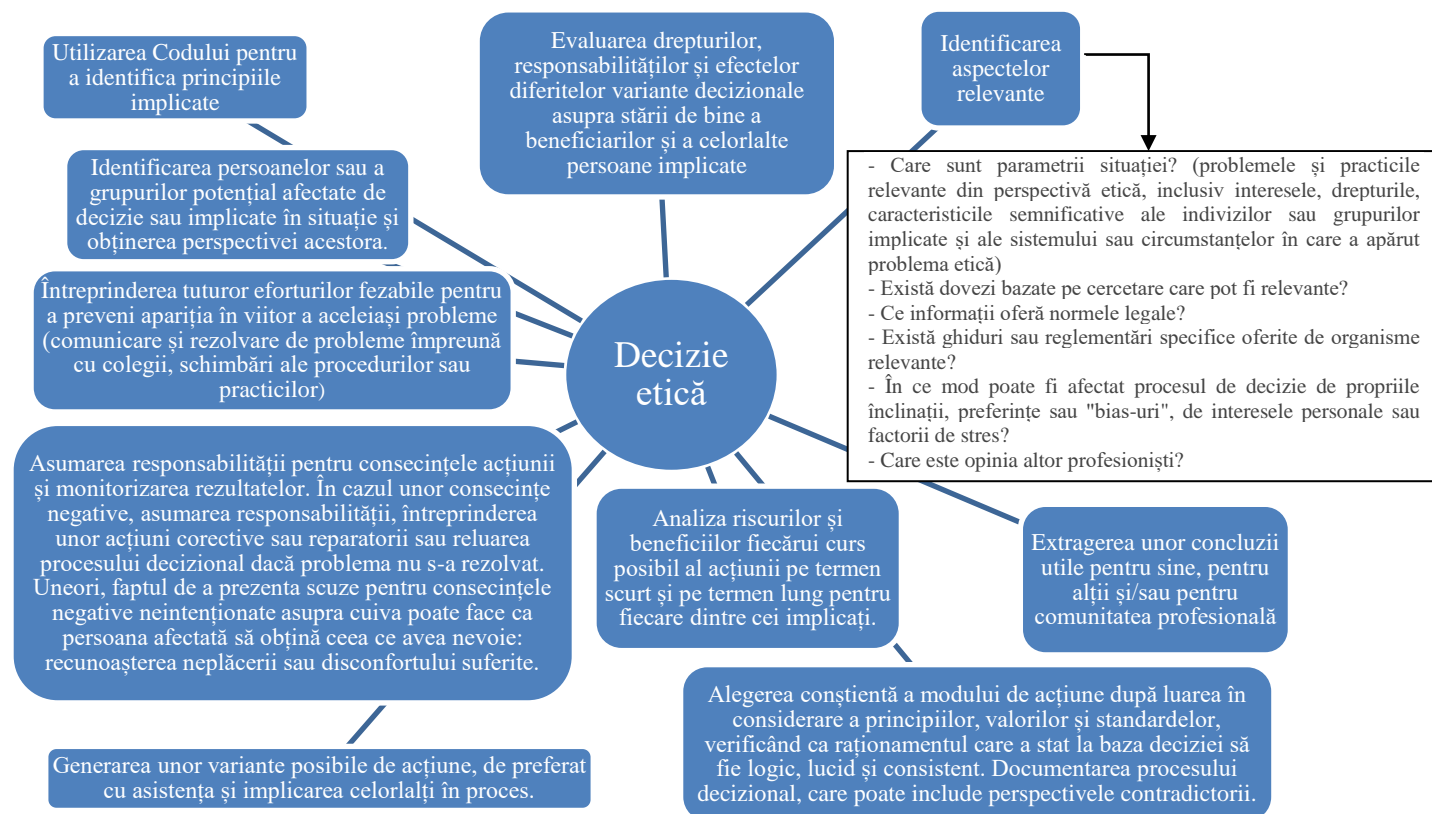 Utilizarea Codului pentru
a identifica principiile
implicate
Evaluarea drepturilor,
responsabilităților și efectelor
diferitelor variante decizionale
asupra stării de bine a
beneficiarilor și a celorlalte
persoane implicate
Identificarea
aspectelor
relevante
- Care sunt parametrii situației? (problemele și practicile
relevante din perspectivă etică, inclusiv interesele, drepturile,
caracteristicile semnificative ale indivizilor sau grupurilor
implicate și ale sistemului sau circumstanțelor în care a apărut
problema etică)
- Există dovezi bazate pe cercetare care pot fi relevante?
- Ce informații oferă normele legale?
- Există ghiduri sau reglementări specifice oferite de organisme
relevante?
- În ce mod poate fi afectat procesul de decizie de propriile
înclinații, preferințe sau "bias-uri", de interesele personale sau
factorii de stres?
- Care este opinia altor profesioniști?
Identificarea persoanelor sau a
grupurilor potențial afectate de
decizie sau implicate în situație și
obținerea perspectivei acestora.
Întreprinderea tuturor eforturilor fezabile pentru
a preveni apariția în viitor a aceleiași probleme
(comunicare și rezolvare de probleme împreună
cu colegii, schimbări ale procedurilor sau
practicilor)
Decizie
etică
Asumarea responsabilității pentru consecințele acțiunii
și monitorizarea rezultatelor. În cazul unor consecințe
negative, asumarea responsabilității, întreprinderea
unor acțiuni corective sau reparatorii sau reluarea
procesului decizional dacă problema nu s-a rezolvat.
Uneori, faptul de a prezenta scuze pentru consecințele
negative neintenționate asupra cuiva poate face ca
persoana afectată să obțină ceea ce avea nevoie:
recunoașterea neplăcerii sau disconfortului suferite.
Analiza riscurilor și
beneficiilor fiecărui curs
posibil al acțiunii pe termen
scurt și pe termen lung pentru
fiecare dintre cei implicați.
Extragerea unor concluzii
utile pentru sine, pentru
alții și/sau pentru
comunitatea profesională
Generarea unor variante posibile de acțiune, de preferat
cu asistența și implicarea celorlalți în proces.
Alegerea conștientă a modului de acțiune după luarea în
considerare a principiilor, valorilor și standardelor,
verificând ca raționamentul care a stat la baza deciziei să
fie logic, lucid și consistent. Documentarea procesului
decizional, care poate include perspectivele contradictorii.